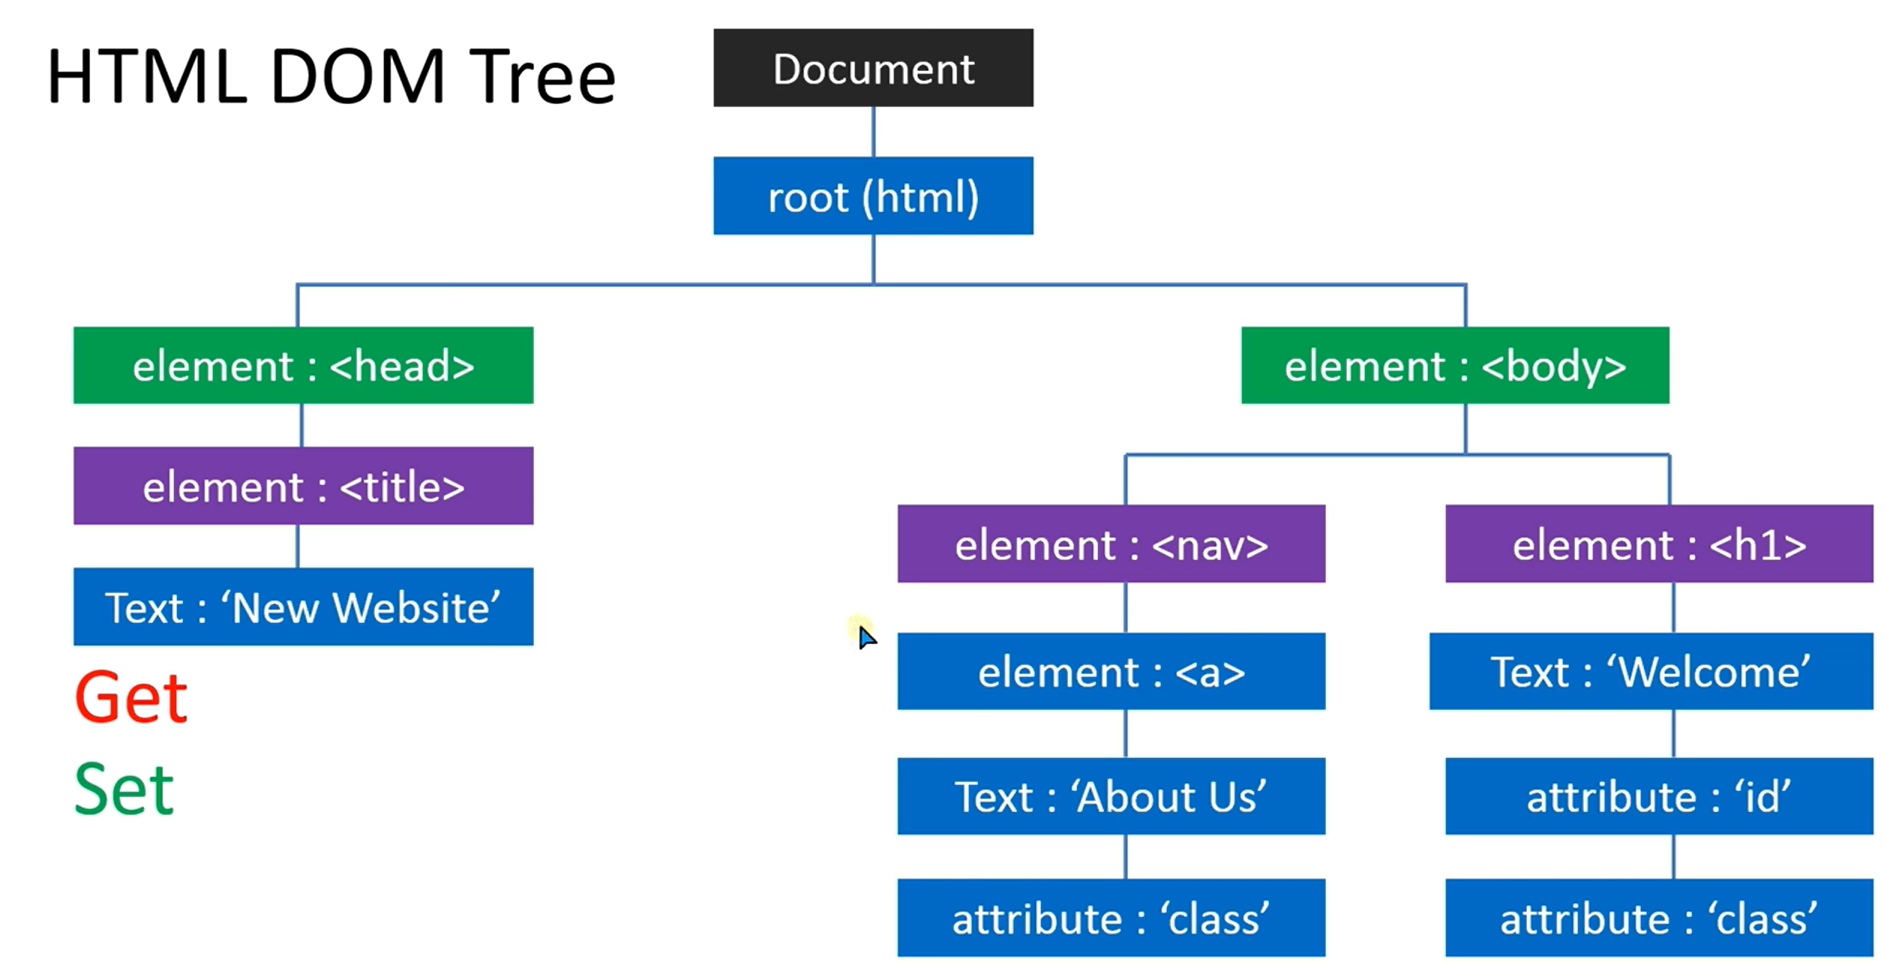 HTML DOM Tree
Document
root (html)
element : <head>
element : <body>
element : <title>
element : <nav>
element : <h1>
Text : ‘New Website’
element : <a>
Text : ‘Welcome’
Get
Set
Text : ‘About Us’
attribute : ‘id’
attribute : ‘class’
attribute : ‘class’